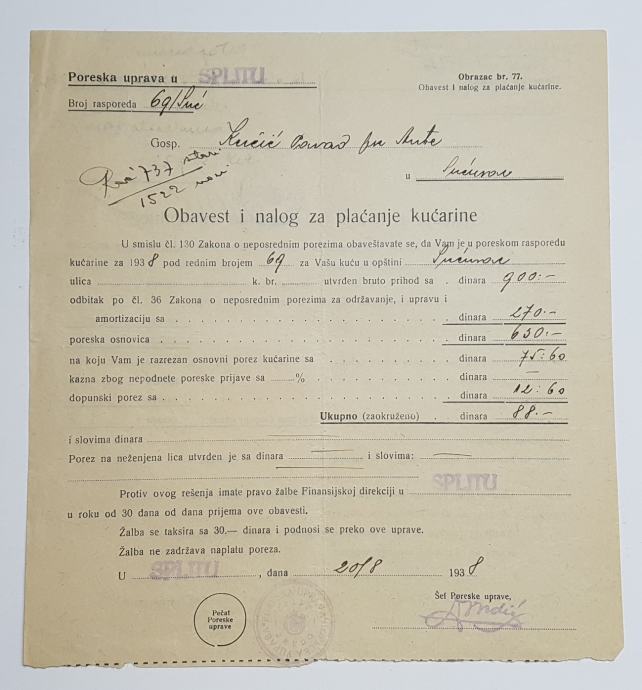 Poreska uprava u SPLITU
Obrazac br. 77.
Obavest i nalog za plaćanje kućarine.
Broj rasporeda 69/Suć
Gosp. Ante
u Sućurac
737 stari
1522 novi
Obavest i nalog za plaćanje kućarine
U smislu čl. 130 Zakona o neposrednim porezima obaveštavate se, da Vam je u poreskom rasporedu
kućarine za 1938 pod rednim brojem 69 za Vašu kuću u opštini Sućurac
ulica k. br. utvrđen bruto prihod sa dinara 900:-
odbitak po čl. 36 Zakona o neposrednim porezima za održavanje, i upravu i
amortizaciju sa dinara 270.-
poreska osnovica dinara 630.-
na koju Vam je razrezan osnovni porez kućarine sa dinara 75:60
kazna zbog nepodnete poreske prijave sa % dinara —
dopunski porez sa dinara 12:60
Ukupno (zaokruženo) dinara 88.-
i slovima dinara
Porez na neženjena lica utvrđen je sa dinara — i slovima: —
Protiv ovog rešenja imate pravo žalbe Finansijskoj direkciji u SPLITU
u roku od 30 dana od dana prijema ove obavesti.
Žalba se taksira sa 30.— dinara i podnosi se preko ove uprave.
Žalba ne zadržava naplatu poreza.
U SPLITU, dana 20/8 1938
Šef Poreske uprave,
Pečat
Poreske
uprave